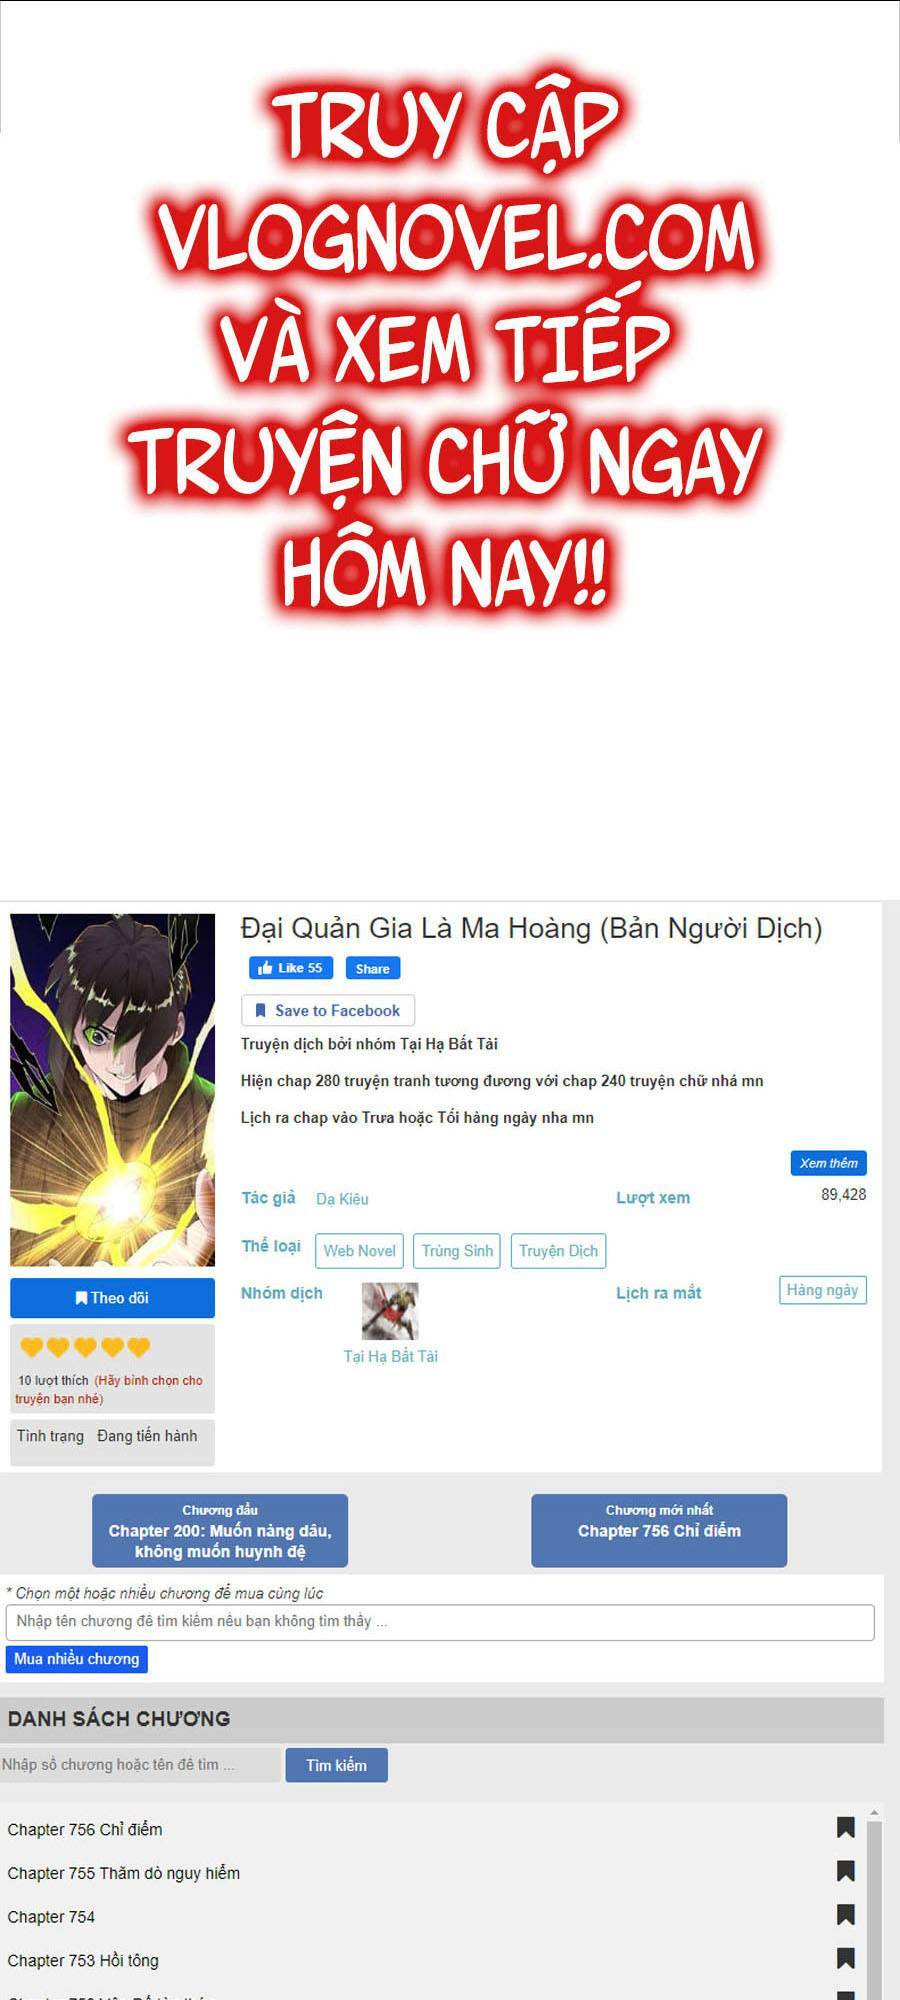 TRUY CẬP
VLOGNOVEL.COM
VÀ XEM TIẾP
TRUYỆN CHỮ NGAY
HÔM NAY!!
Đại Quản Gia Là Ma Hoàng (Bản Người Dịch)
Like 55 Share
Save to Facebook
Truyện dịch bởi nhóm Tại Hạ Bất Tài
Hiện chap 280 truyện tranh tương đương với chap 240 truyện chữ nhá mn
Lịch ra chap vào Trưa hoặc Tối hàng ngày nha mn
Xem thêm
Tác giả Dạ Kiêu Lượt xem 89,428
Thể loại Web Novel Trùng Sinh Truyện Dịch
Nhóm dịch Lịch ra mắt Hàng ngày
Tại Hạ Bất Tài
Theo dõi
10 lượt thích (Hãy bình chọn cho
truyện bạn nhé)
Tình trạng Đang tiến hành
Chương đầu
Chapter 200: Muốn nàng dâu,
không muốn huynh đệ
Chương mới nhất
Chapter 756 Chỉ điểm
* Chọn một hoặc nhiều chương để mua cùng lúc
Nhập tên chương để tìm kiếm nếu bạn không tìm thấy ...
Mua nhiều chương
DANH SÁCH CHƯƠNG
Nhập số chương hoặc tên để tìm ... Tìm kiếm
Chapter 756 Chỉ điểm
Chapter 755 Thăm dò nguy hiểm
Chapter 754
Chapter 753 Hồi tông